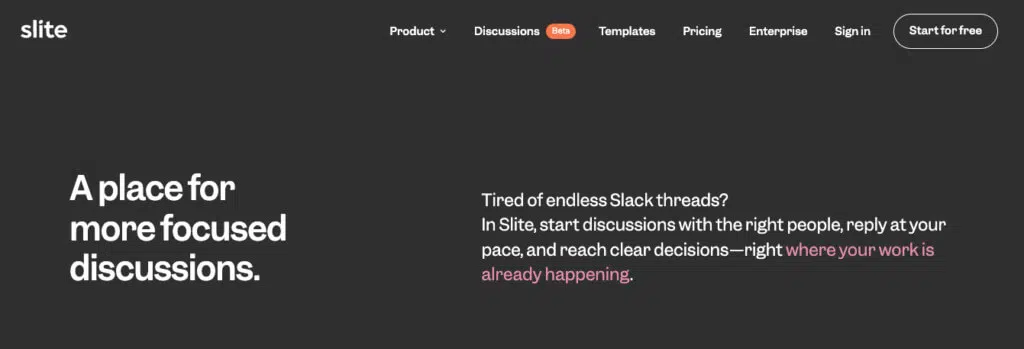 slite
Product
Discussions Beta
Templates
Pricing
Enterprise
Sign in
Start for free
A place for
more focused
discussions.
Tired of endless Slack threads?
In Slite, start discussions with the right people, reply at your
pace, and reach clear decisions—right where your work is
already happening.